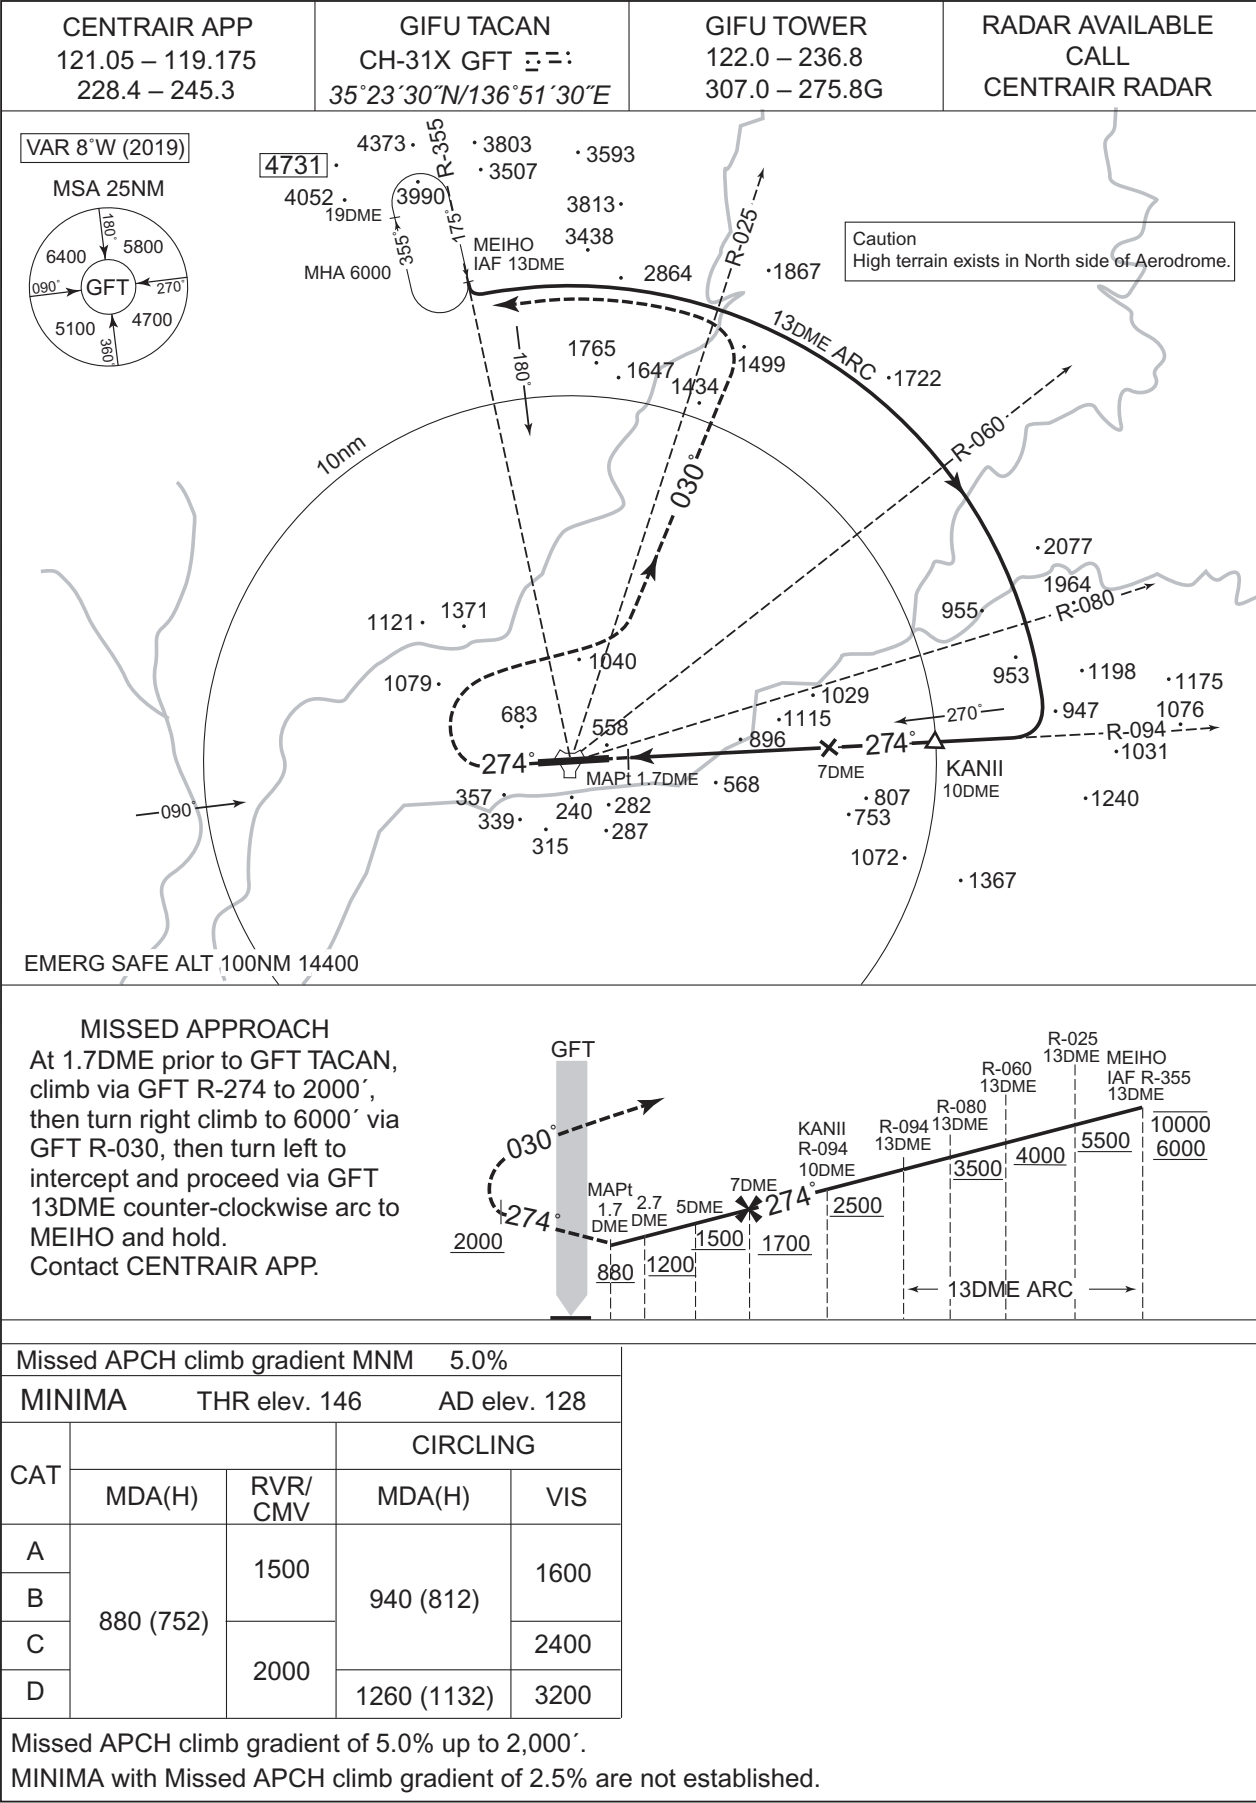 CENTRAIR APP
121.05 – 119.175
228.4 – 245.3
GIFU TACAN
CH-31X GFT
35˚23´30˝N/136˚51´30˝E
GIFU TOWER
122.0 – 236.8
307.0 – 275.8G
RADAR AVAILABLE
CALL
CENTRAIR RADAR
VAR 8˚W (2019)
MSA 25NM
180˚
6400
5800
090˚
GFT
270˚
5100
4700
360˚
4731
4052
4373
3990
19DME
355˚
175˚
R-355
MHA 6000
3803
3507
3593
3813
3438
MEIHO
IAF 13DME
2864
R-025
1867
Caution
High terrain exists in North side of Aerodrome.
13DME ARC
180˚
1765
1647
1434
1499
1722
10nm
030˚
R-060
2077
1964
R-080
955
1121
1371
1040
1079
683
558
953
1198
1175
1029
1115
947
1076
270˚
R-094
1031
896
274˚
274˚
MAPt 1.7DME
7DME
KANII
10DME
568
357
339
240
282
315
287
807
753
1240
1072
1367
090˚
EMERG SAFE ALT 100NM 14400
MISSED APPROACH
At 1.7DME prior to GFT TACAN,
climb via GFT R-274 to 2000´,
then turn right climb to 6000´ via
GFT R-030, then turn left to
intercept and proceed via GFT
13DME counter-clockwise arc to
MEIHO and hold.
Contact CENTRAIR APP.
GFT
030˚
274˚
2000
MAPt
1.7
DME
880
2.7
DME
1200
5DME
1500
7DME
1700
274˚
KANII
R-094
10DME
2500
R-094
13DME
R-080
13DME
3500
R-060
13DME
4000
R-025
13DME
5500
MEIHO
IAF R-355
13DME
10000
6000
13DME ARC
Missed APCH climb gradient MNM 5.0%
MINIMA THR elev. 146 AD elev. 128
CAT
CIRCLING
MDA(H)
RVR/
CMV
MDA(H)
VIS
A
B
C
D
880 (752)
1500
2000
940 (812)
1260 (1132)
1600
2400
3200
Missed APCH climb gradient of 5.0% up to 2,000´.
MINIMA with Missed APCH climb gradient of 2.5% are not established.